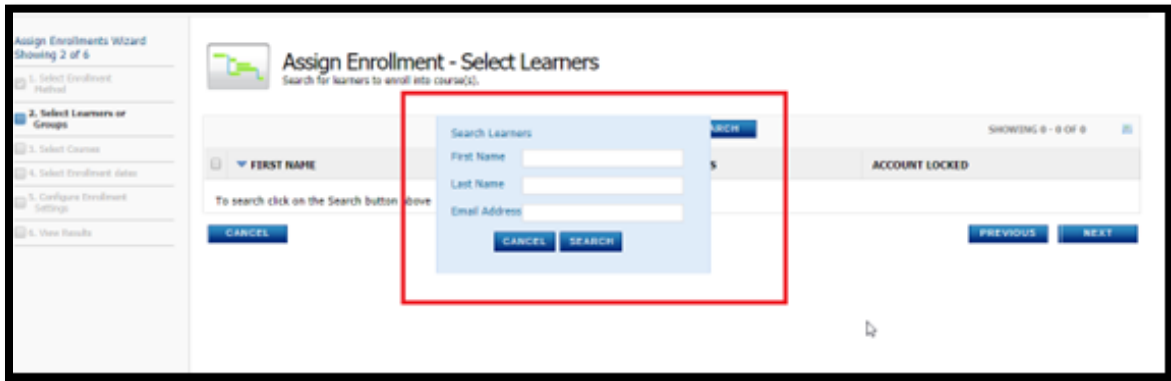 Assign Enrollments Wizard
Showing 2 of 6
1. Select Enrollment
Method
2. Select Learners or
Groups
3. Select Courses
4. Select Enrollment dates
5. Configure Enrollment
Settings
6. View Results
Assign Enrollment - Select Learners
Search for learners to enroll into course(s).
ARCH
SHOWING 0 - 0 OF 0
FIRST NAME
S
ACCOUNT LOCKED
To search click on the Search button above
Search Learners
First Name
Last Name
Email Address
CANCEL SEARCH
CANCEL
PREVIOUS NEXT